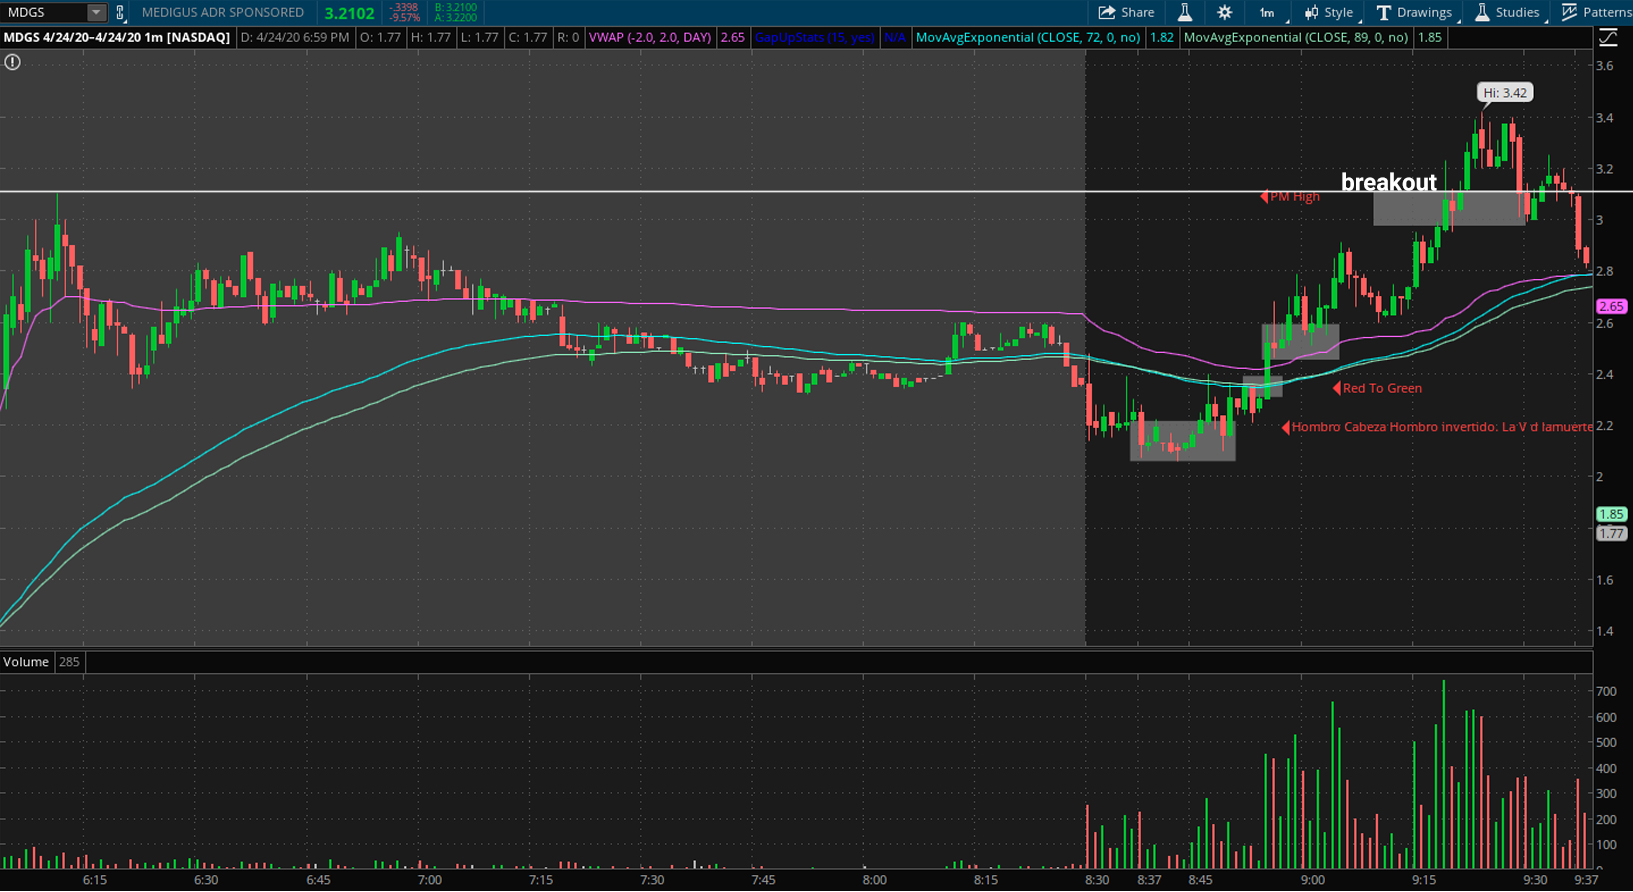 MDGS MEDIGUS ADR SPONSORED 3.2102 -.3398 -9.57% B: 3.2100 A: 3.2200 Share 1m Style Drawings Studies Patterns
MDGS 4/24/20–4/24/20 1m [NASDAQ] D: 4/24/20 6:59 PM O: 1.77 H: 1.77 L: 1.77 C: 1.77 R: 0 VWAP (-2.0, 2.0, DAY) 2.65 GapUpStats (15, yes) N/A MovAvgExponential (CLOSE, 72, 0, no) 1.82 MovAvgExponential (CLOSE, 89, 0, no) 1.85
3.6
Hi: 3.42
3.4
3.2
breakout
PM High
3
2.8
2.65
2.6
2.4
Red To Green
2.2
Hombro Cabeza Hombro invertido: La V d lamuerte
2
1.85
1.77
1.6
1.4
Volume 285
700
600
500
400
300
200
100
6:15 6:30 6:45 7:00 7:15 7:30 7:45 8:00 8:15 8:30 8:37 8:45 9:00 9:15 9:30 9:37